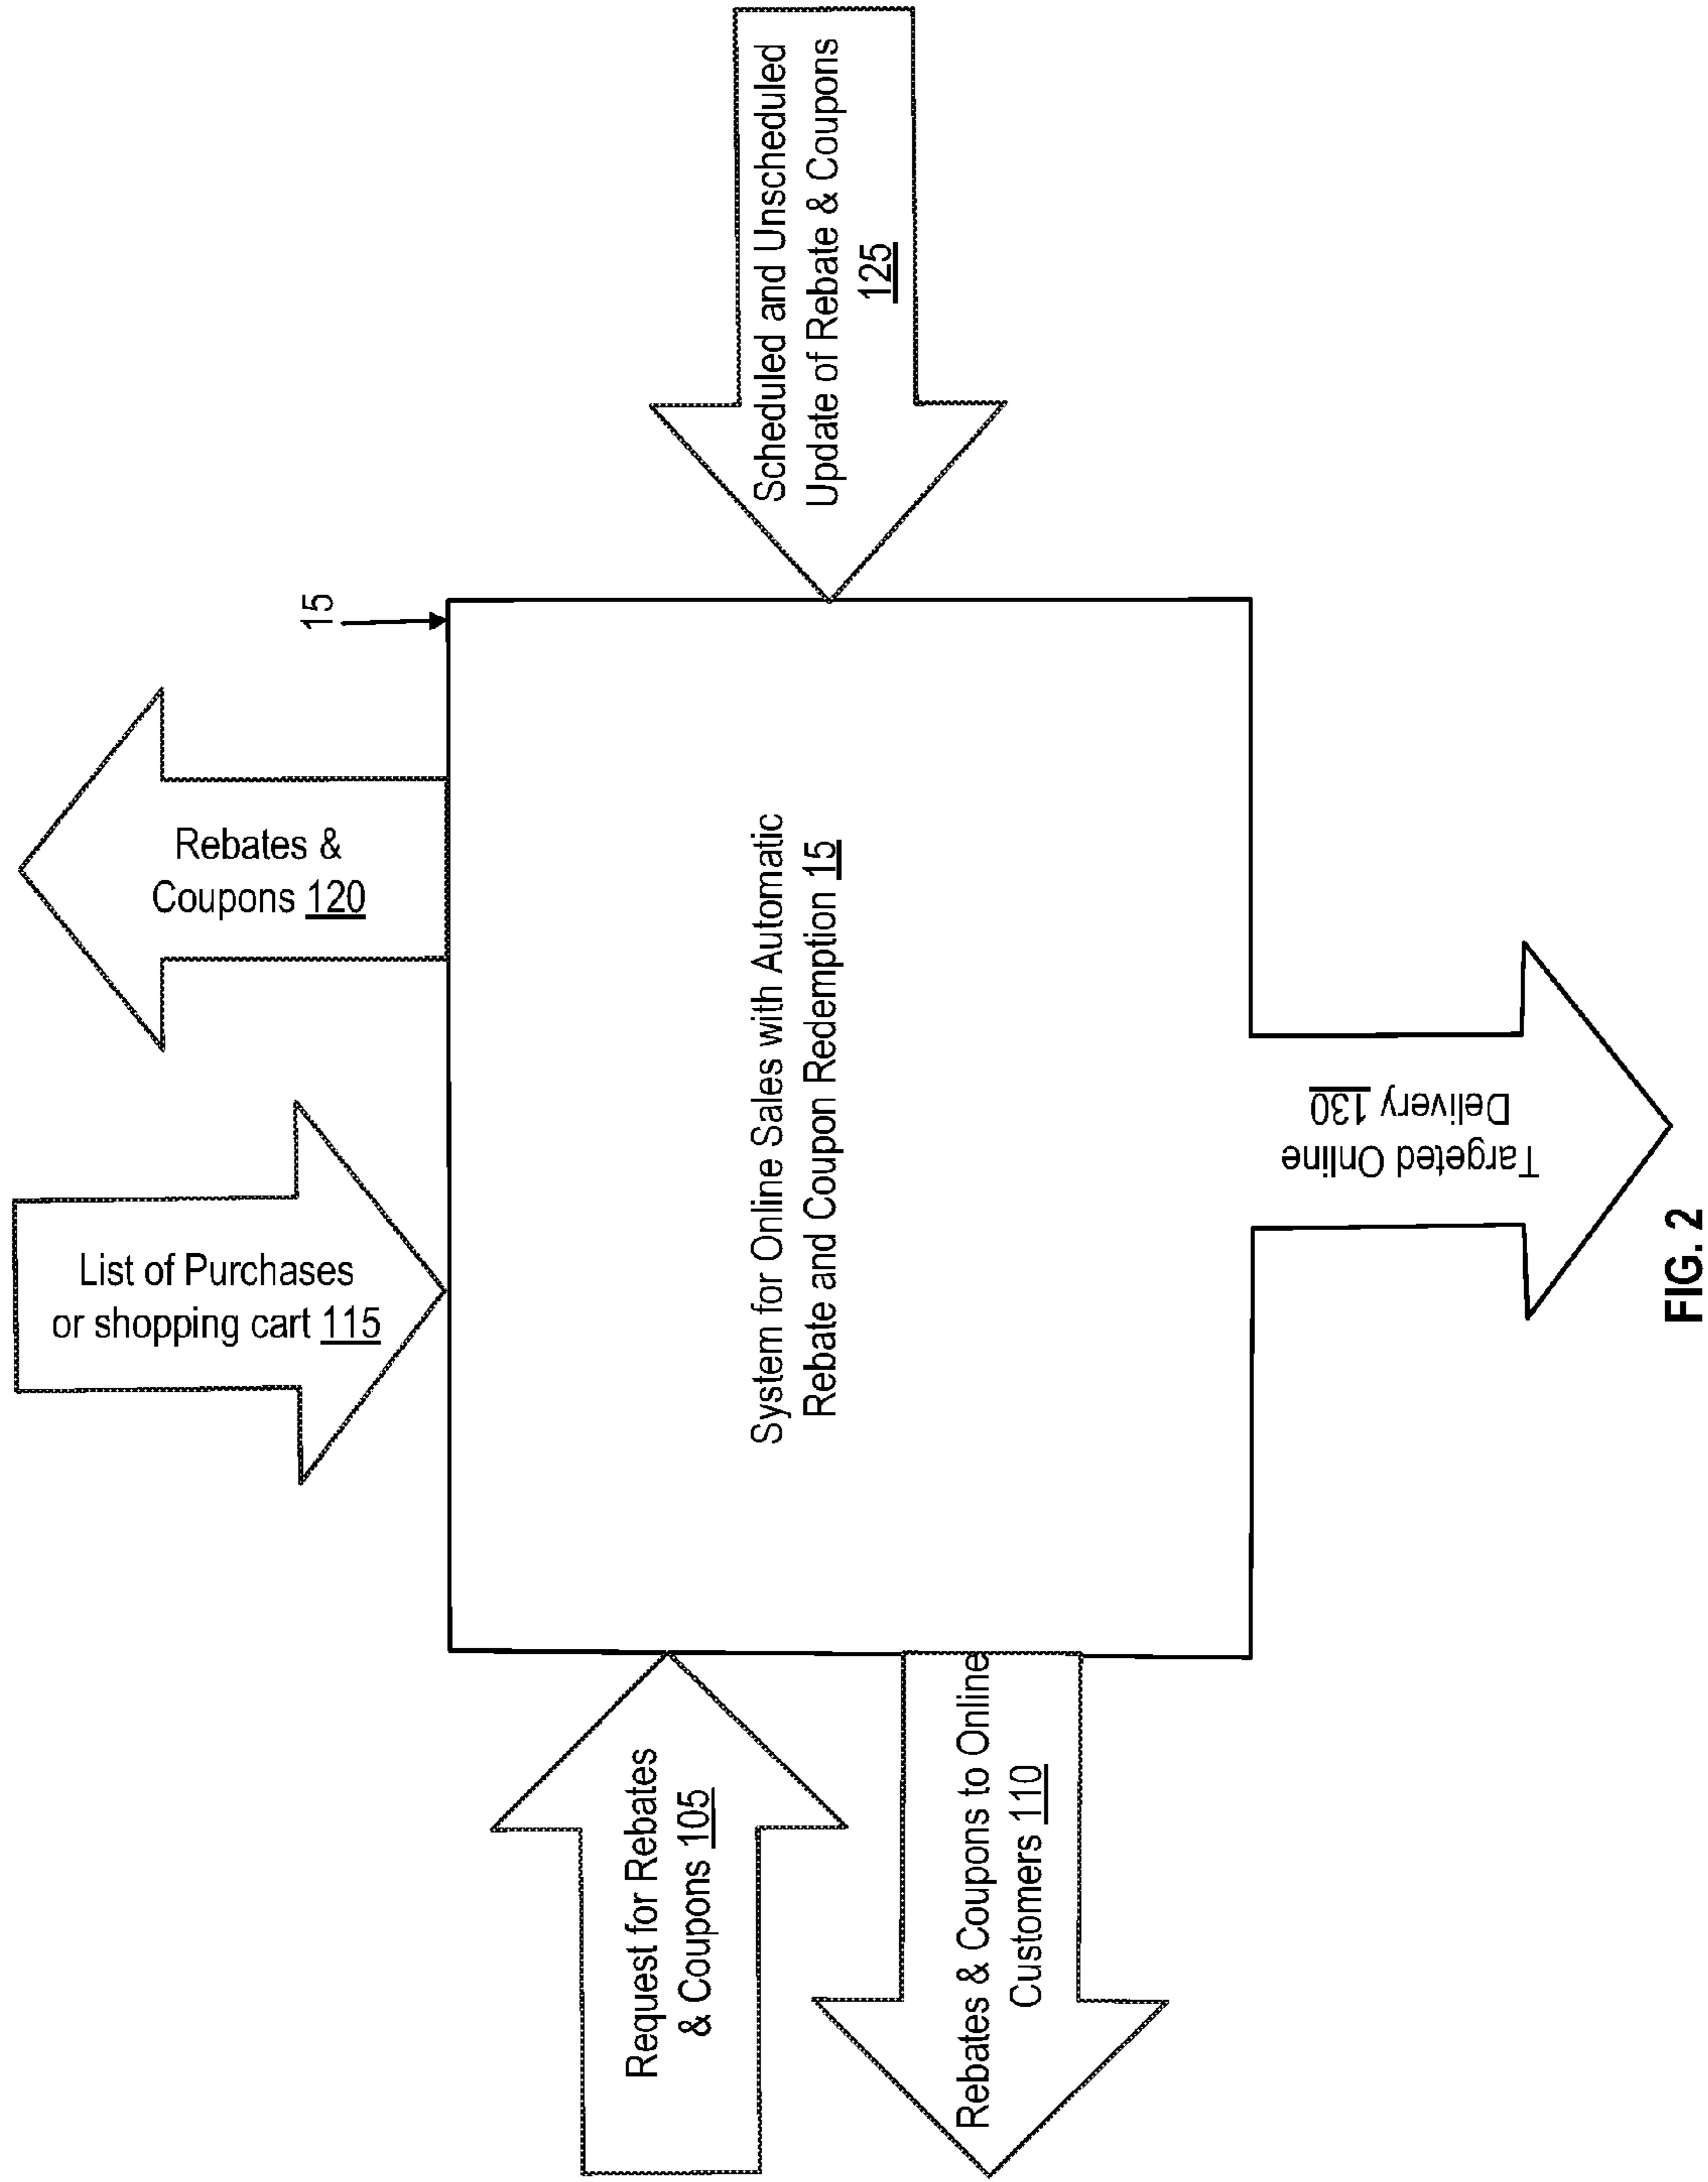 Scheduled and Unscheduled
Update of Rebate & Coupons
125
15
Rebates &
Coupons 120
List of Purchases
or shopping cart 115
System for Online Sales with Automatic
Rebate and Coupon Redemption 15
Targeted Online
Delivery 130
Request for Rebates
& Coupons 105
Rebates & Coupons to Online
Customers 110
FIG. 2